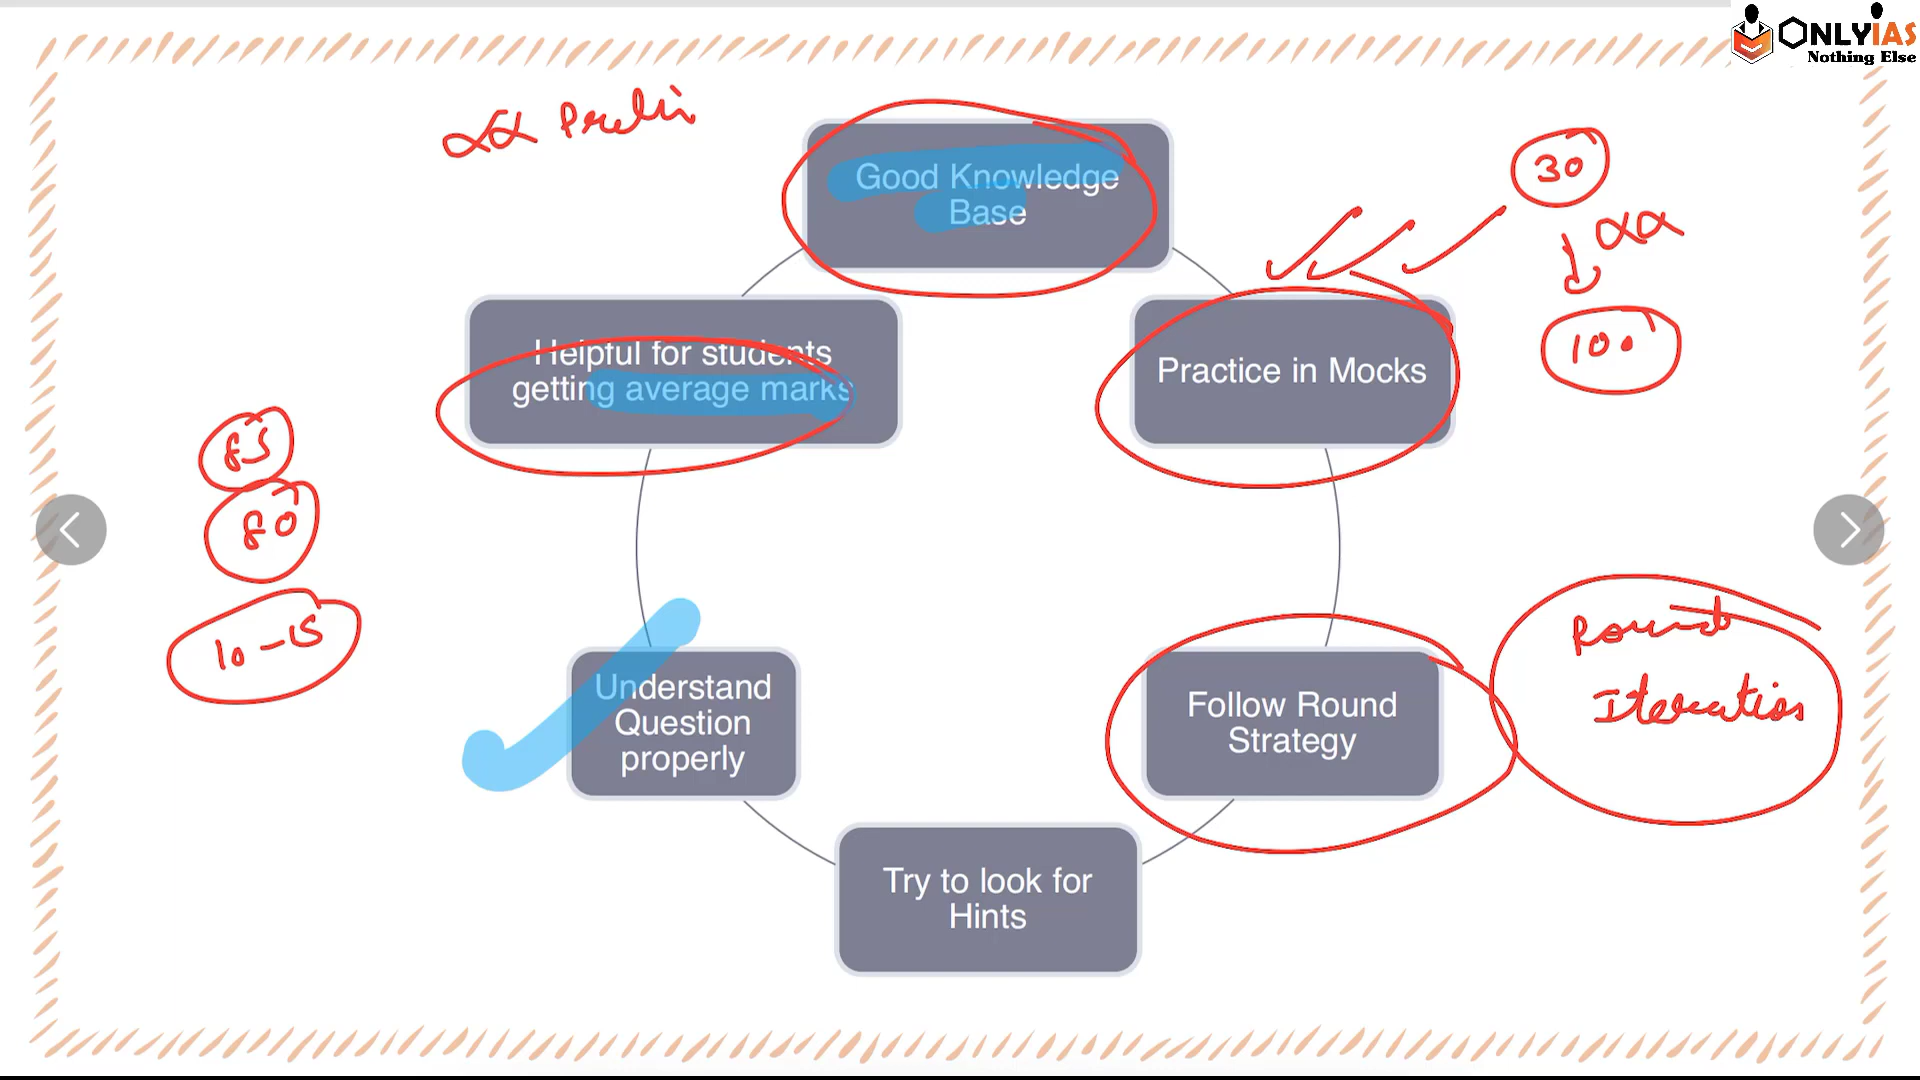 ONLYIAS
Nothing Else
Preli
Good Knowledge
Base
30
100
Helpful for students
getting average marks
Practice in Mocks
85
80
10-15
Understand
Question
properly
Follow Round
Strategy
Round
Iteration
Try to look for
Hints